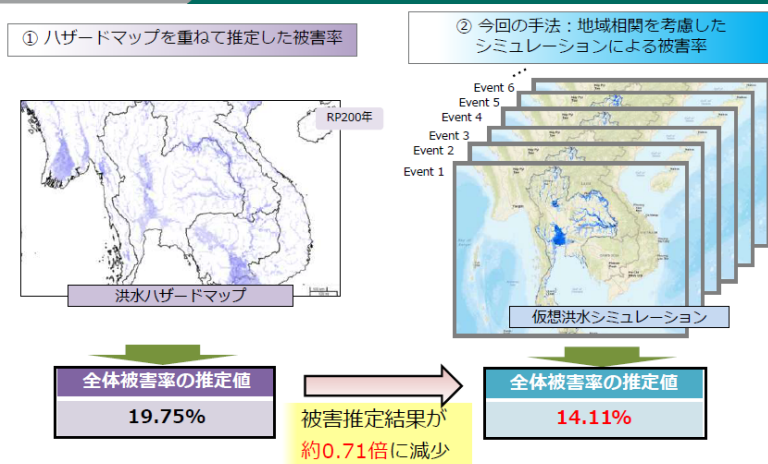 ① ハザードマップを重ねて推定した被害率
② 今回の手法：地域相関を考慮した
シミュレーションによる被害率
RP200年
洪水ハザードマップ
…
Event 6
Event 5
Event 4
Event 3
Event 2
Event 1
仮想洪水シミュレーション
全体被害率の推定値
19.75%
被害推定結果が
約0.71倍に減少
全体被害率の推定値
14.11%